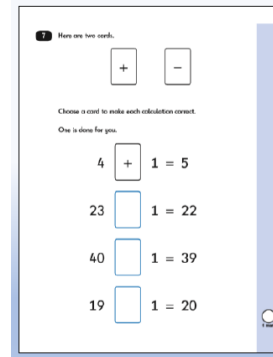 7 Here are two cards.
+ −
Choose a card to make each calculation correct.
One is done for you.
4 + 1 = 5
23 1 = 22
40 1 = 39
19 1 = 20